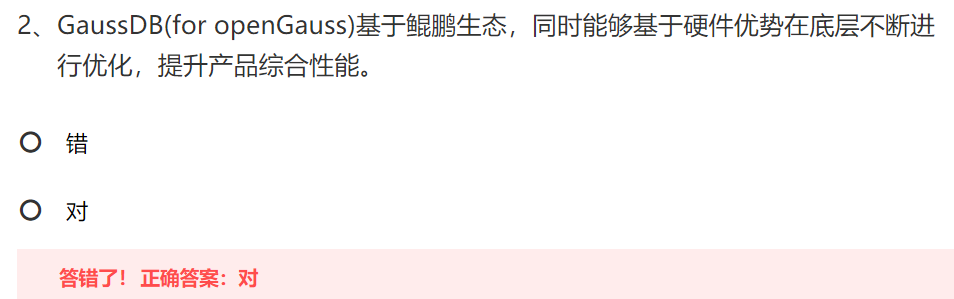 2、GaussDB(for openGauss)基于鲲鹏生态，同时能够基于硬件优势在底层不断进
行优化，提升产品综合性能。
错
对
答错了！正确答案：对